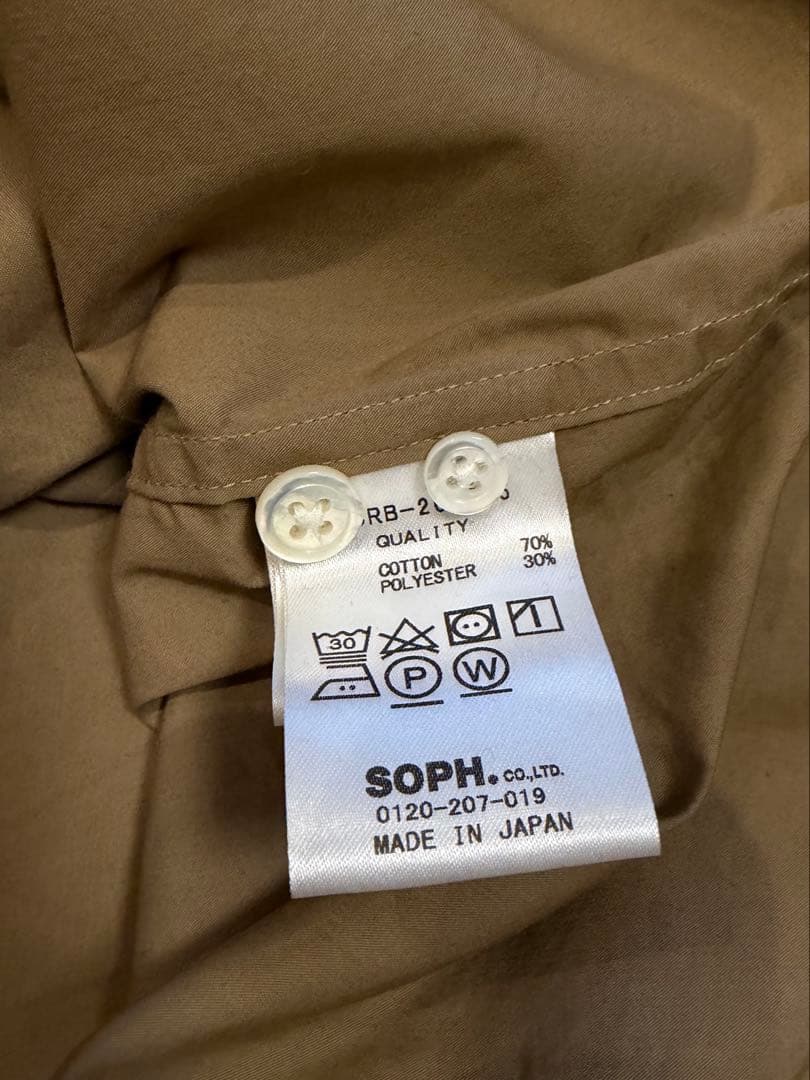 QUALITY
COTTON 70%
POLYESTER 30%
30
P W
SOPH. CO.,LTD.
0120-207-019
MADE IN JAPAN